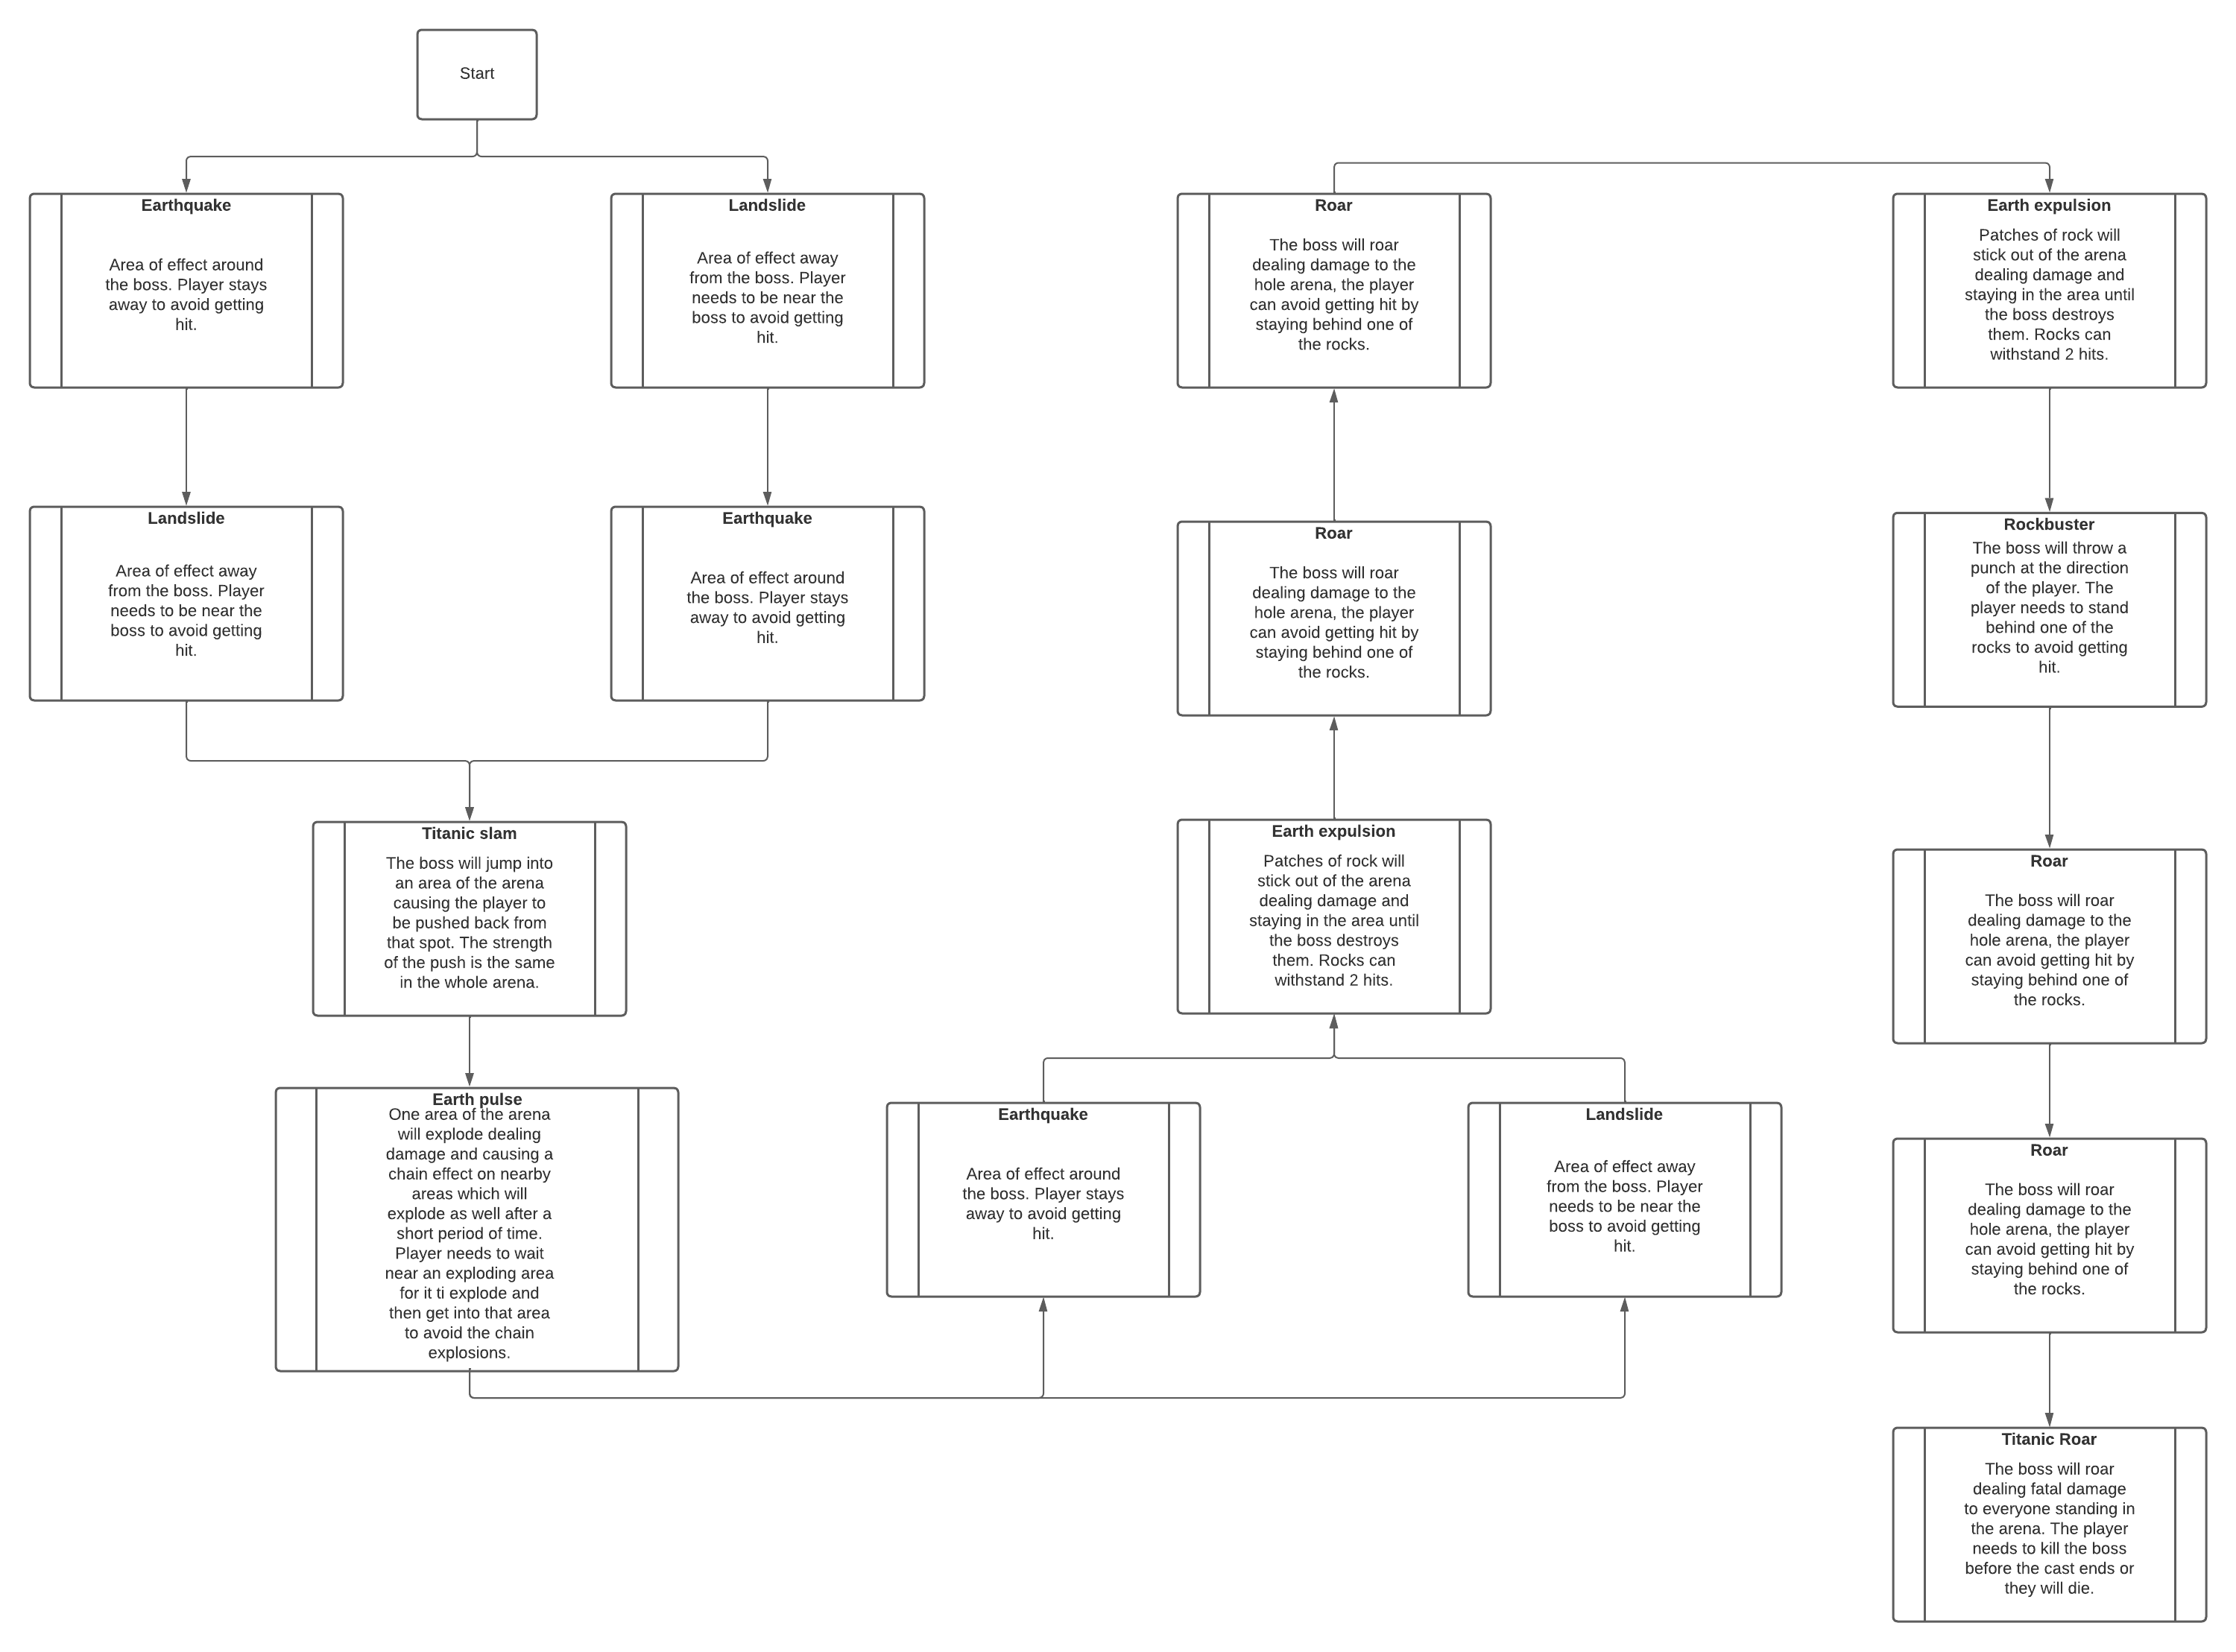 Start
Earthquake
Area of effect around
the boss. Player stays
away to avoid getting
hit.
Landslide
Area of effect away
from the boss. Player
needs to be near the
boss to avoid getting
hit.
Landslide
Area of effect away
from the boss. Player
needs to be near the
boss to avoid getting
hit.
Earthquake
Area of effect around
the boss. Player stays
away to avoid getting
hit.
Titanic slam
The boss will jump into
an area of the arena
causing the player to
be pushed back from
that spot. The strength
of the push is the same
in the whole arena.
Earth pulse
One area of the arena
will explode dealing
damage and causing a
chain effect on nearby
areas which will
explode as well after a
short period of time.
Player needs to wait
near an exploding area
for it ti explode and
then get into that area
to avoid the chain
explosions.
Earthquake
Area of effect around
the boss. Player stays
away to avoid getting
hit.
Landslide
Area of effect away
from the boss. Player
needs to be near the
boss to avoid getting
hit.
Earth expulsion
Patches of rock will
stick out of the arena
dealing damage and
staying in the area until
the boss destroys
them. Rocks can
withstand 2 hits.
Roar
The boss will roar
dealing damage to the
hole arena, the player
can avoid getting hit by
staying behind one of
the rocks.
Roar
The boss will roar
dealing damage to the
hole arena, the player
can avoid getting hit by
staying behind one of
the rocks.
Earth expulsion
Patches of rock will
stick out of the arena
dealing damage and
staying in the area until
the boss destroys
them. Rocks can
withstand 2 hits.
Rockbuster
The boss will throw a
punch at the direction
of the player. The
player needs to stand
behind one of the
rocks to avoid getting
hit.
Roar
The boss will roar
dealing damage to the
hole arena, the player
can avoid getting hit by
staying behind one of
the rocks.
Roar
The boss will roar
dealing damage to the
hole arena, the player
can avoid getting hit by
staying behind one of
the rocks.
Titanic Roar
The boss will roar
dealing fatal damage
to everyone standing in
the arena. The player
needs to kill the boss
before the cast ends or
they will die.